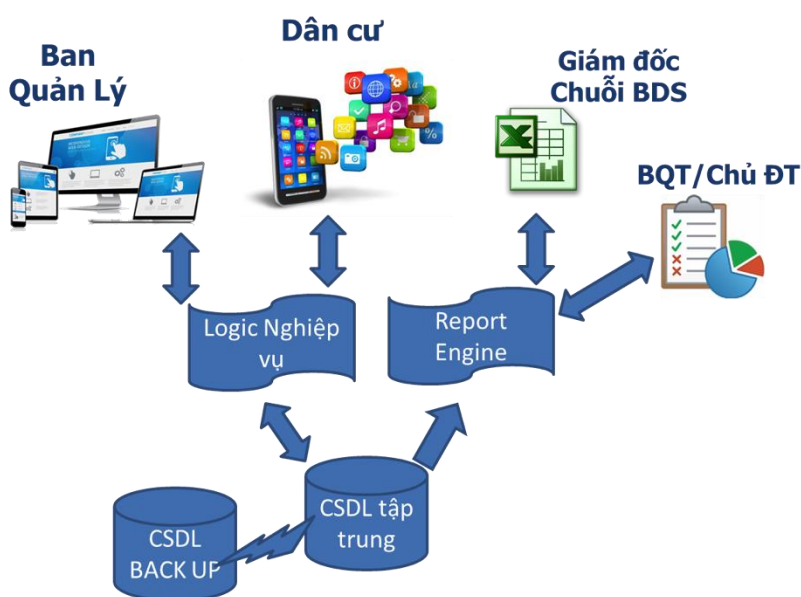 Ban
Quản Lý
Dân cư
Giám đốc
Chuỗi BDS
BQT/Chủ ĐT
Logic Nghiệp
vụ
Report
Engine
CSDL tập
trung
CSDL
BACK UP